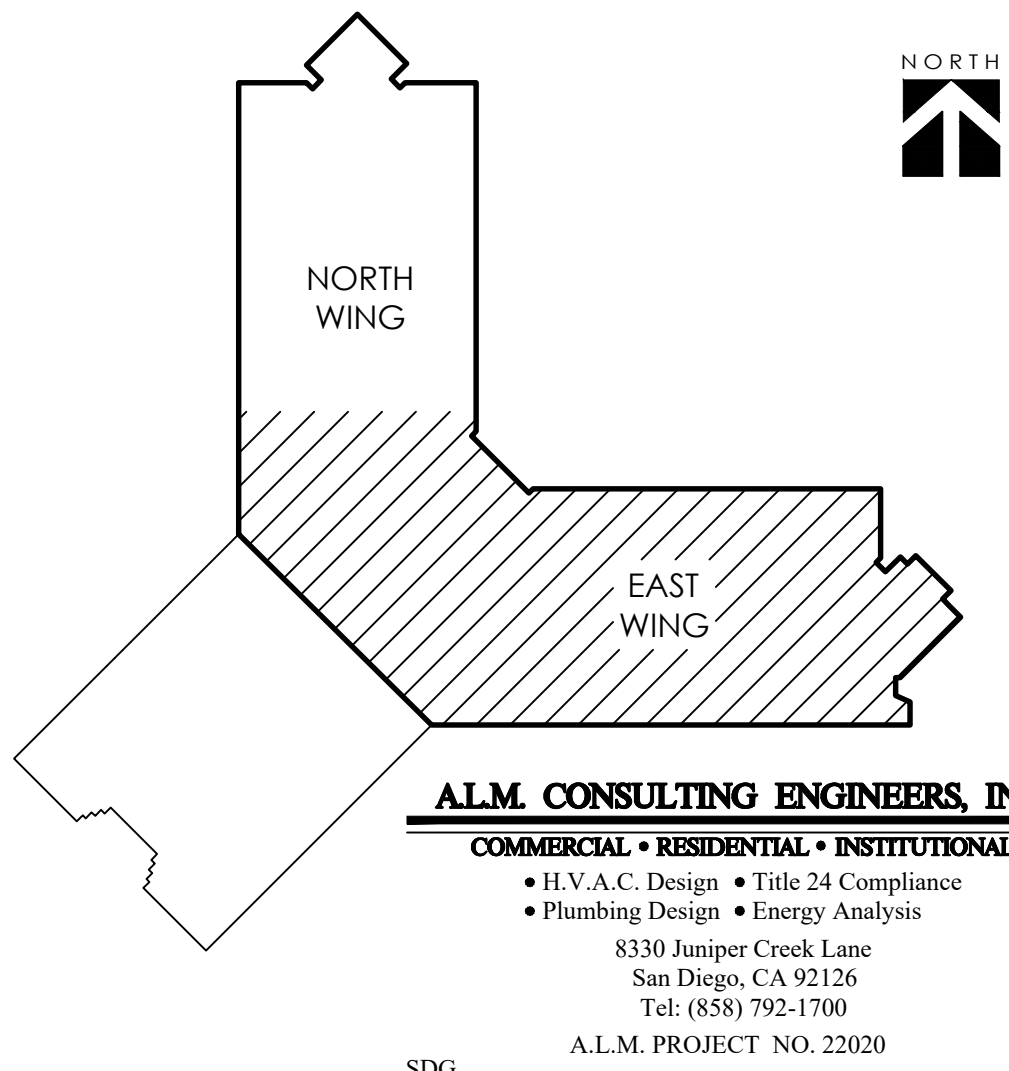 NORTH
NORTH
WING
EAST
WING
A.L.M. CONSULTING ENGINEERS, IN
COMMERCIAL • RESIDENTIAL • INSTITUTIONAL
• H.V.A.C. Design • Title 24 Compliance
• Plumbing Design • Energy Analysis
8330 Juniper Creek Lane
San Diego, CA 92126
Tel: (858) 792-1700
A.L.M. PROJECT NO. 22020
SDG